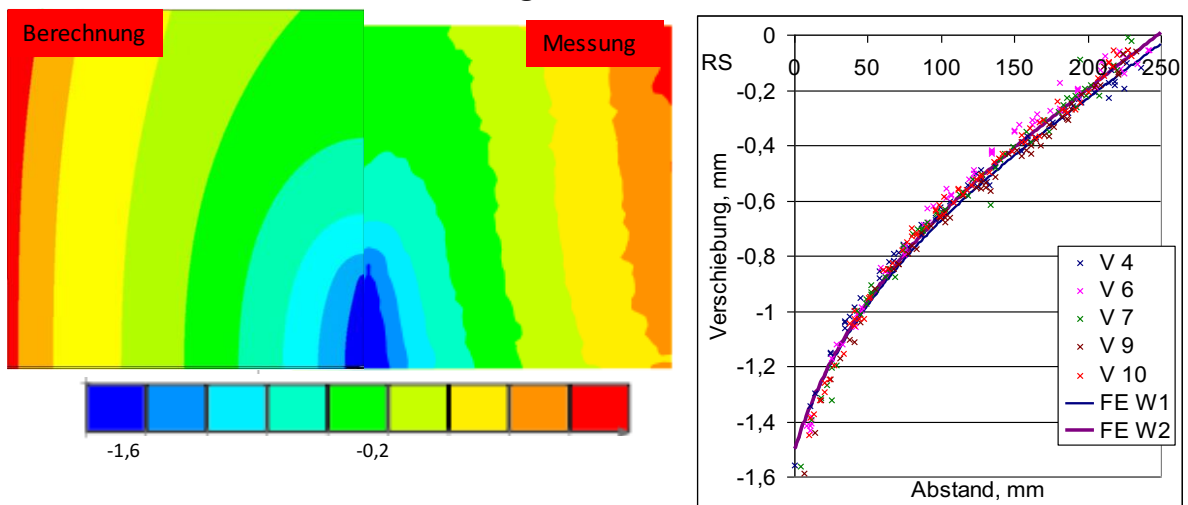 Berechnung
Messung
-1,6
-0,2
RS
0
-0,2
-0,4
-0,6
-0,8
-1
-1,2
-1,4
-1,6
0
50
100
150
200
250
Verschiebung, mm
Abstand, mm
V 4
V 6
V 7
V 9
V 10
FE W1
FE W2